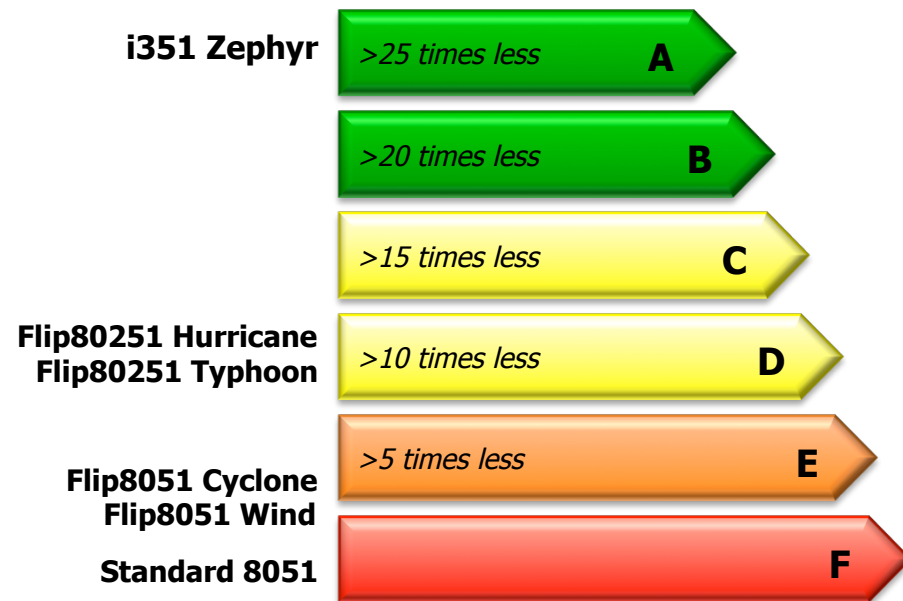 i351 Zephyr
>25 times less A
>20 times less B
>15 times less C
Flip80251 Hurricane
Flip80251 Typhoon
>10 times less D
>5 times less E
Flip8051 Cyclone
Flip8051 Wind
Standard 8051
F